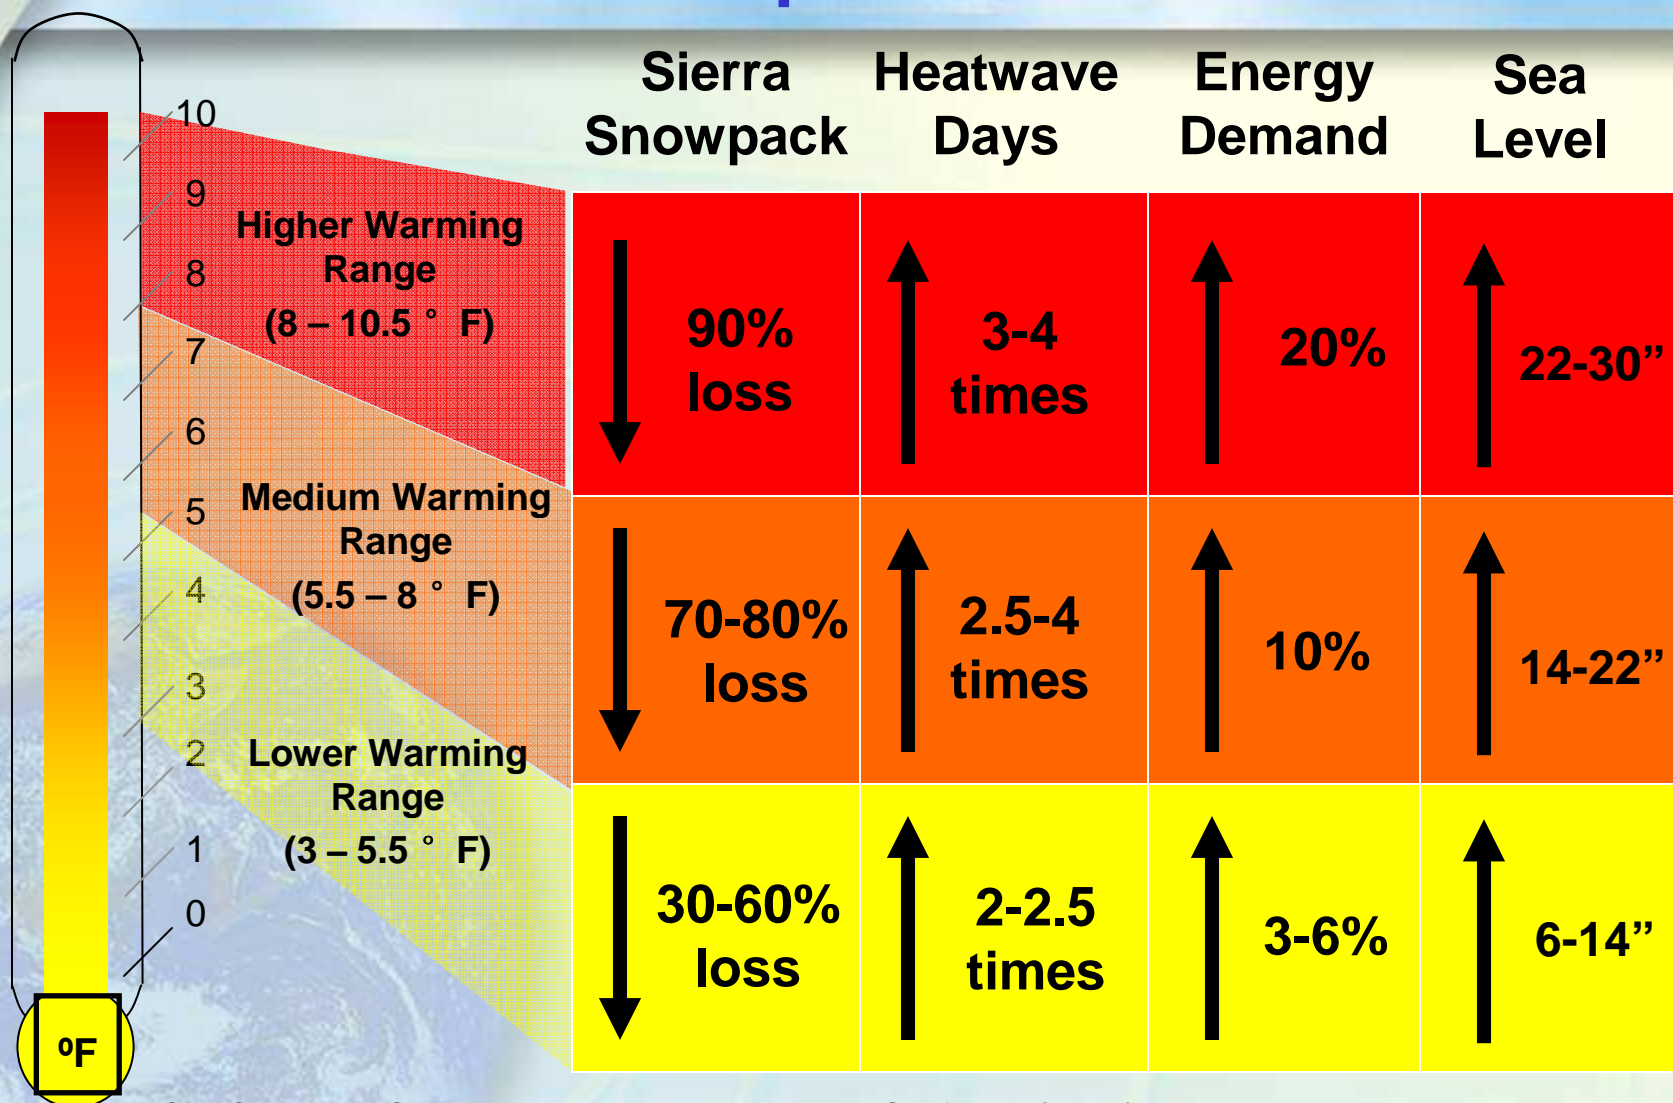 Sierra Snowpack
Heatwave Days
Energy Demand
Sea Level
10
9
8
7
6
5
4
3
2
1
0
ºF
Higher Warming
Range
(8 – 10.5 ° F)
90%
loss
3-4
times
20%
22-30”
Medium Warming
Range
(5.5 – 8 ° F)
70-80%
loss
2.5-4
times
10%
14-22”
Lower Warming
Range
(3 – 5.5 ° F)
30-60%
loss
2-2.5
times
3-6%
6-14”